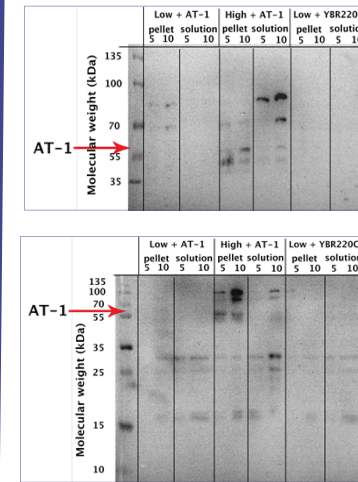 Low + AT-1 High + AT-1 Low + YBR220
pellet solution pellet solution pellet solutio
5 10 5 10 5 10 5 10 5 10 5
135
100
70
AT-1
55
35
Molecular weight (kDa)
Low + AT-1 High + AT-1 Low + YBR220C
pellet solution pellet solution pellet solution
5 10 5 10 5 10 5 10 5 10 5 10
135
100
70
AT-1
55
35
25
15
10
Molecular weight (kDa)